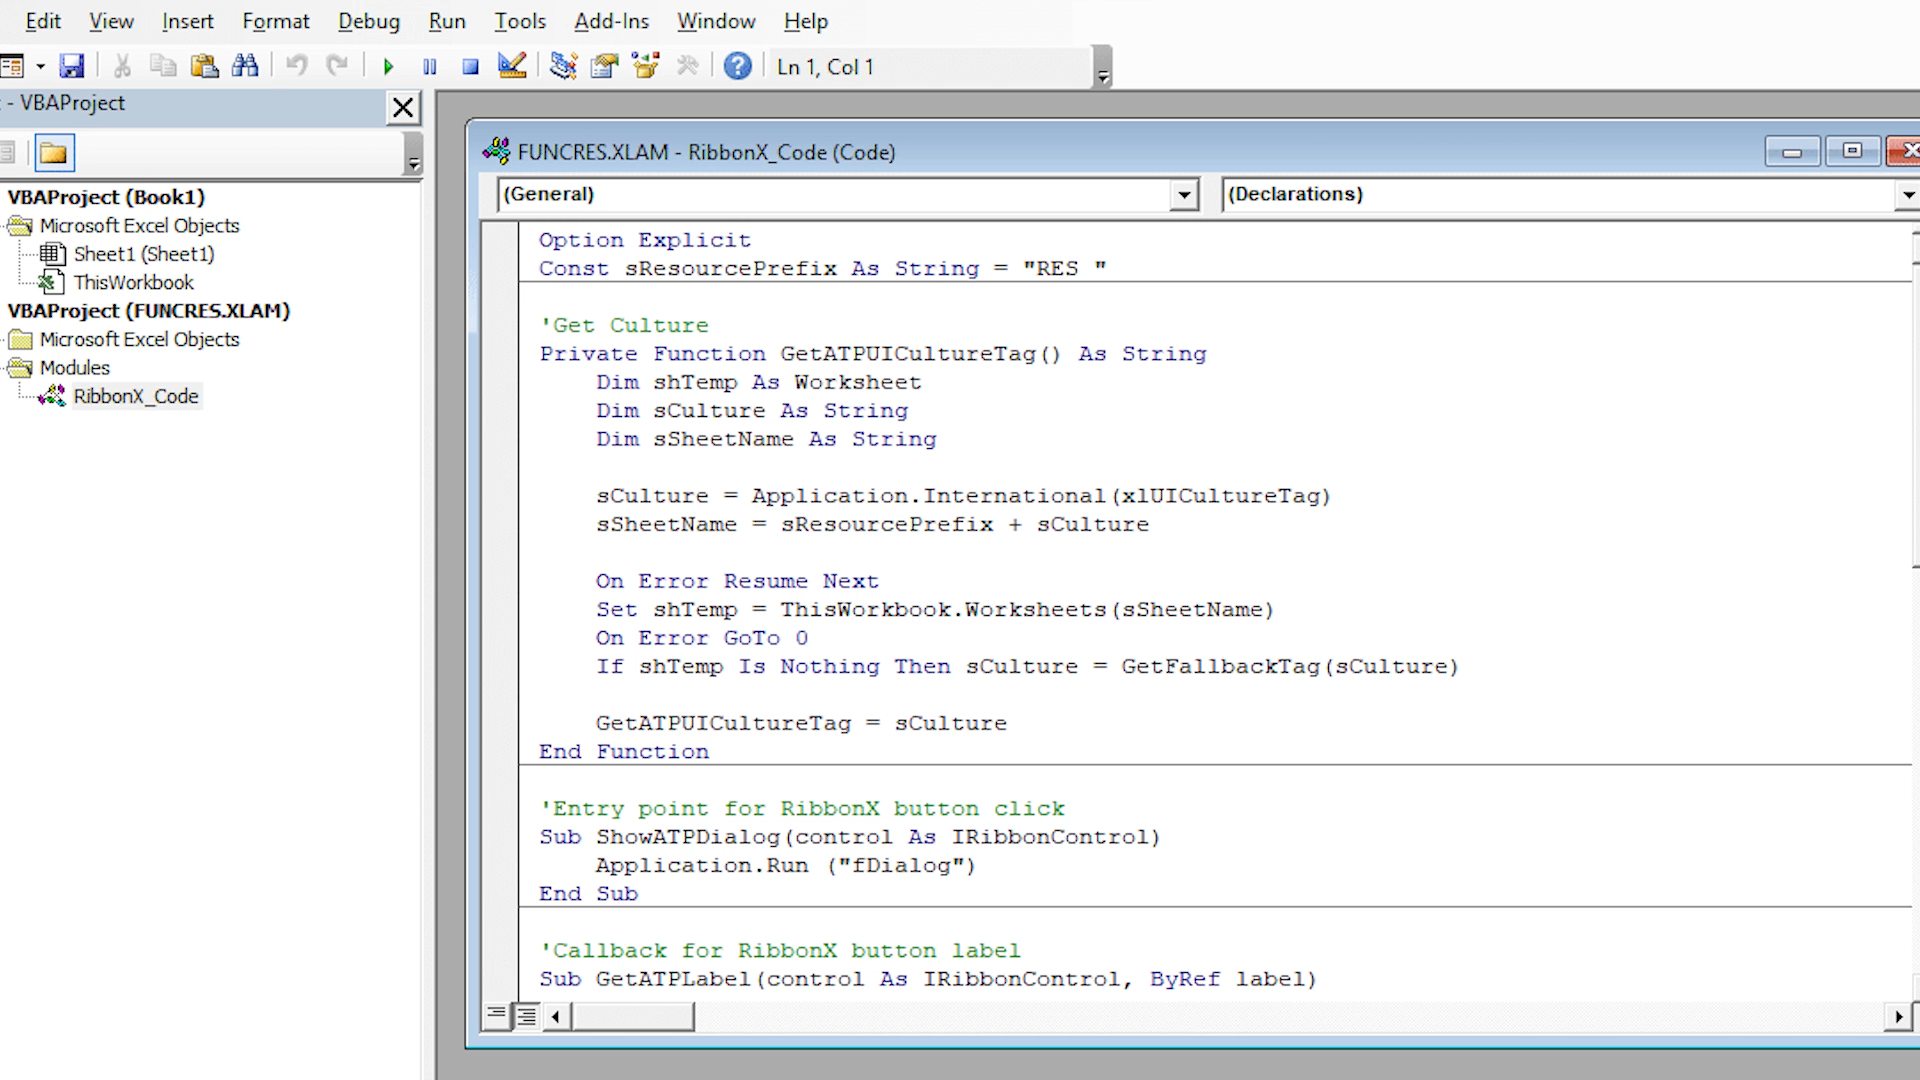 Edit View Insert Format Debug Run Tools Add-Ins Window Help
Ln 1, Col 1
- VBAProject
VBAProject (Book1)
Microsoft Excel Objects
Sheet1 (Sheet1)
ThisWorkbook
VBAProject (FUNCRES.XLAM)
Microsoft Excel Objects
Modules
RibbonX_Code
FUNCRES.XLAM - RibbonX_Code (Code)
(General) (Declarations)
Option Explicit
Const sResourcePrefix As String = "RES "
'Get Culture
Private Function GetATPUICultureTag() As String
Dim shTemp As Worksheet
Dim sCulture As String
Dim sSheetName As String
sCulture = Application.International(xlUICultureTag)
sSheetName = sResourcePrefix + sCulture
On Error Resume Next
Set shTemp = ThisWorkbook.Worksheets(sSheetName)
On Error GoTo 0
If shTemp Is Nothing Then sCulture = GetFallbackTag(sCulture)
GetATPUICultureTag = sCulture
End Function
'Entry point for RibbonX button click
Sub ShowATPDialog(control As IRibbonControl)
Application.Run ("fDialog")
End Sub
'Callback for RibbonX button label
Sub GetATPLabel(control As IRibbonControl, ByRef label)